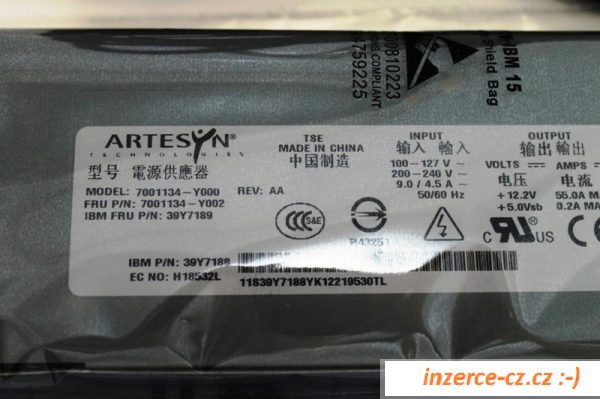 IBM 15
Shield Bag
70810223
IONS COMPLIANT
4759225
ARTESYN®
TECHNOLOGIES
型号 電源供應器
MODEL: 7001134-Y000 REV: AA
FRU P/N: 7001134-Y002
IBM FRU P/N: 39Y7189
TSE
MADE IN CHINA
中国制造
INPUT
输入 輸入
100-127 V ~
200-240 V ~
9.0 / 4.5 A ~
50/60 Hz
OUTPUT
输出 輸出
VOLTS AMPS
电压 电流
+12.2V 55.0A
+5.0Vsb 0.2A
S&E
R43251
C US
IBM P/N: 39Y7188
EC NO: H18532L
11S39Y7188YK12219530TL
inzerce-cz.cz :-)